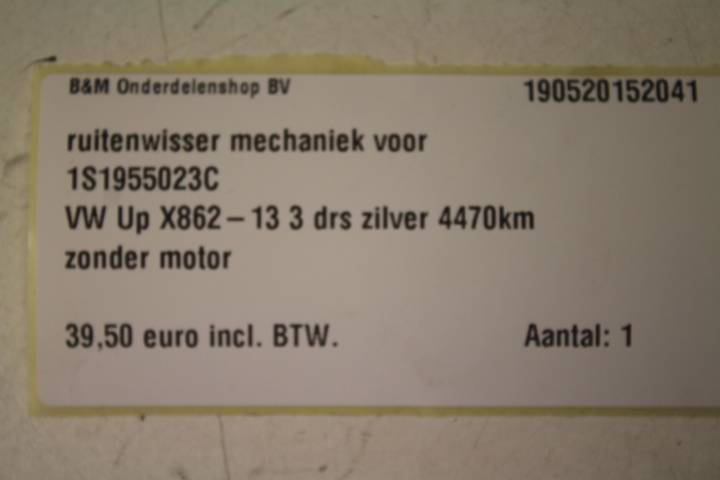 B&M Onderdelenshop BV 190520152041
ruitenwisser mechaniek voor
1S1955023C
VW Up X862 – 13 3 drs zilver 4470km
zonder motor
39,50 euro incl. BTW. Aantal: 1